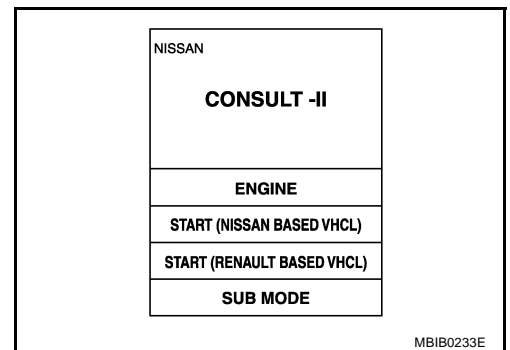 NISSAN
CONSULT -II
ENGINE
START (NISSAN BASED VHCL)
START (RENAULT BASED VHCL)
SUB MODE
MBIB0233E